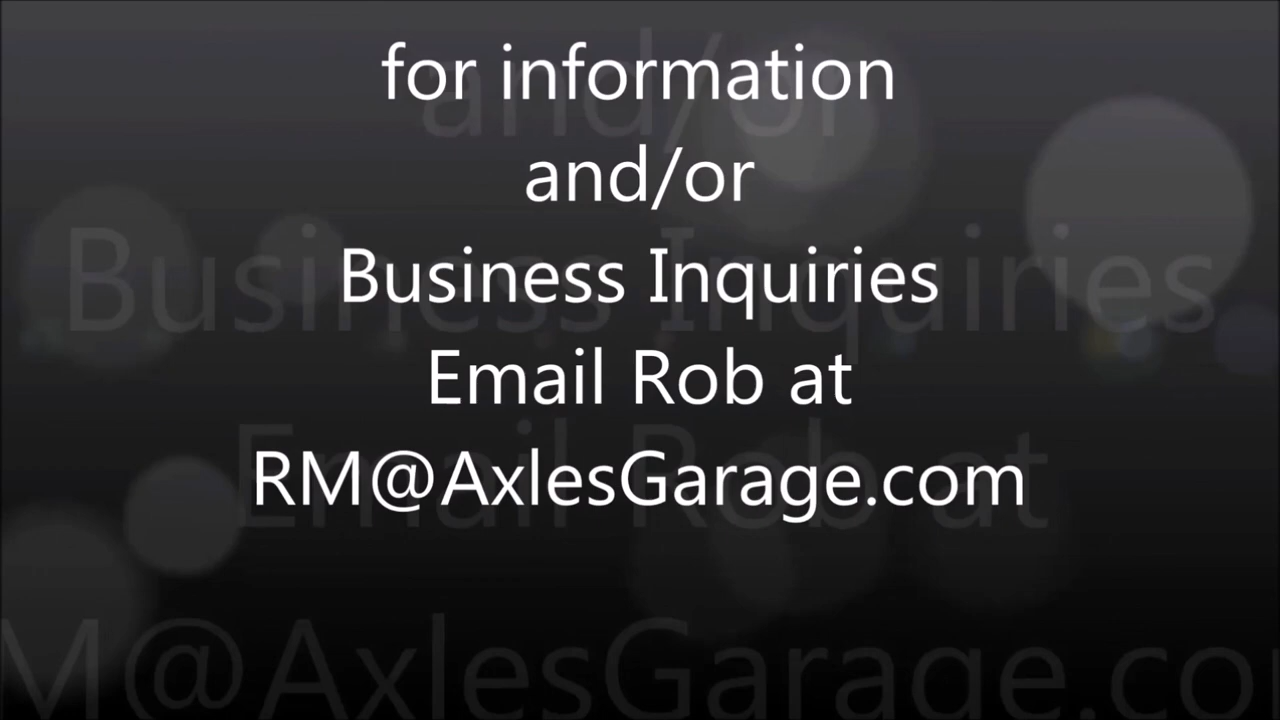 for information
and/or
Business Inquiries
Email Rob at
RM@AxlesGarage.com